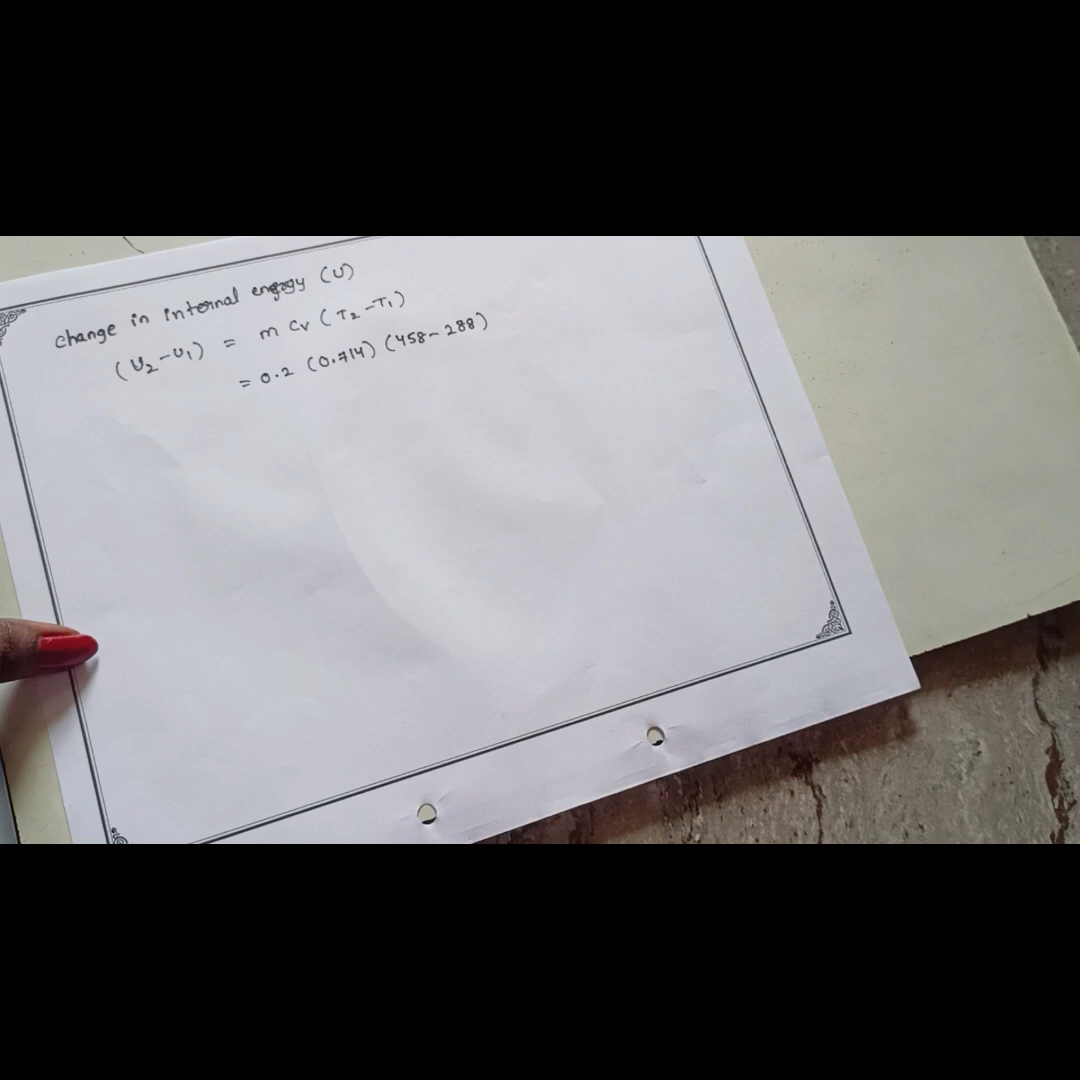 change in internal energy (U)
(U₂-U₁) = m Cv (T₂-T₁)
= 0.2 (0.714) (458-288)